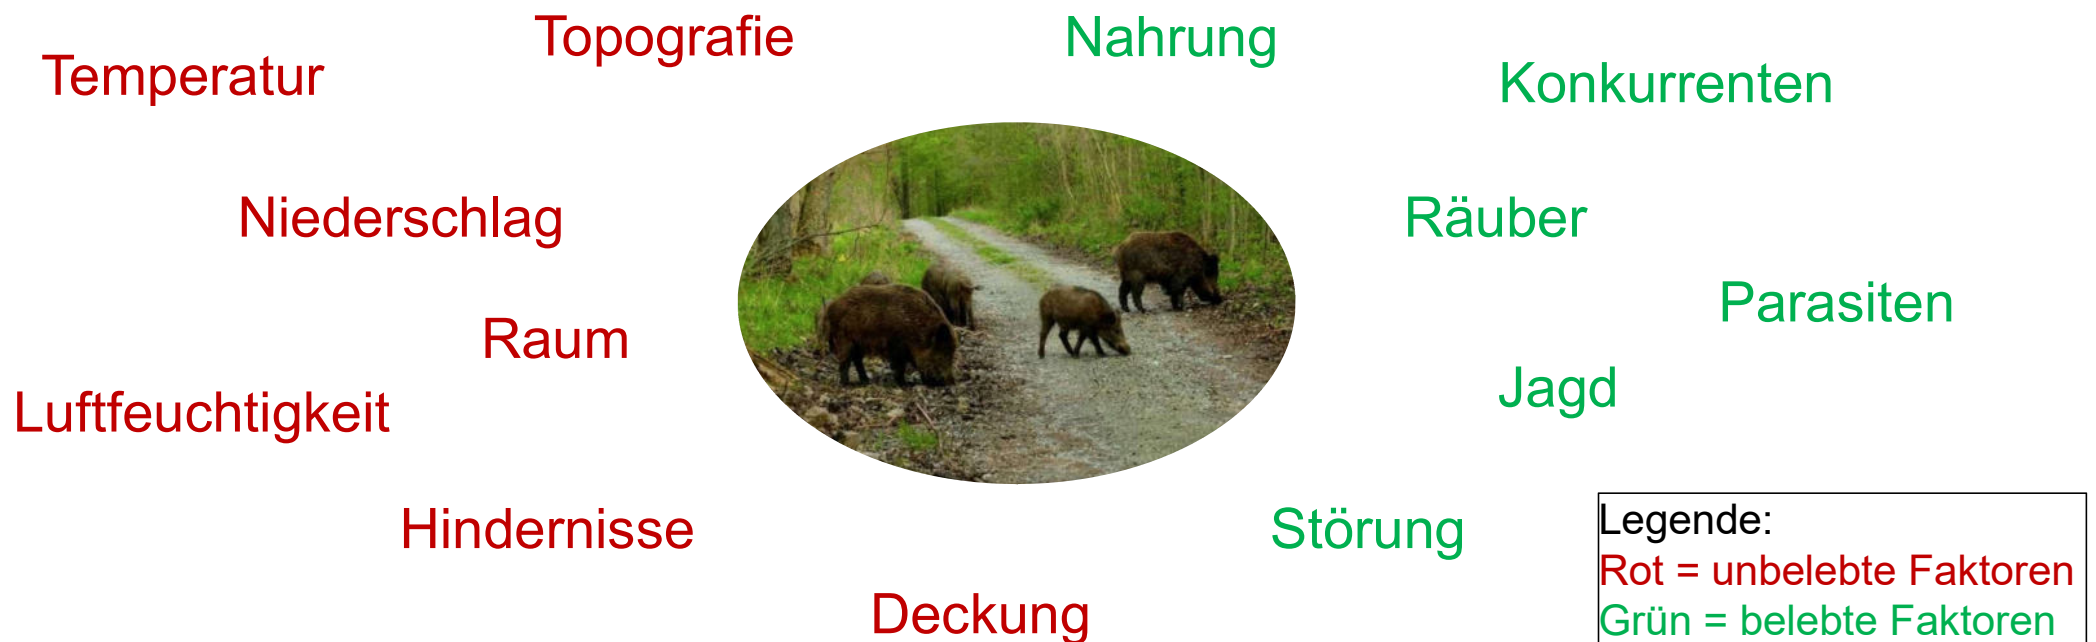 Topografie
Nahrung
Temperatur
Konkurrenten
Niederschlag
Räuber
Parasiten
Raum
Jagd
Luftfeuchtigkeit
Hindernisse
Störung
Deckung
Legende:
Rot = unbelebte Faktoren
Grün = belebte Faktoren